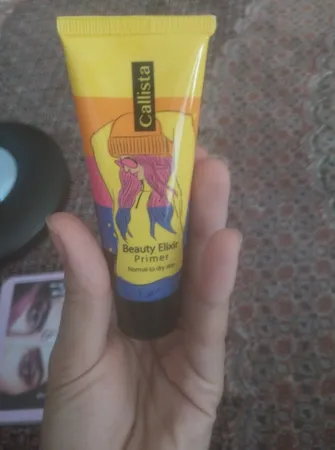 Callista
Beauty Elixir
Primer
Normal to dry skin